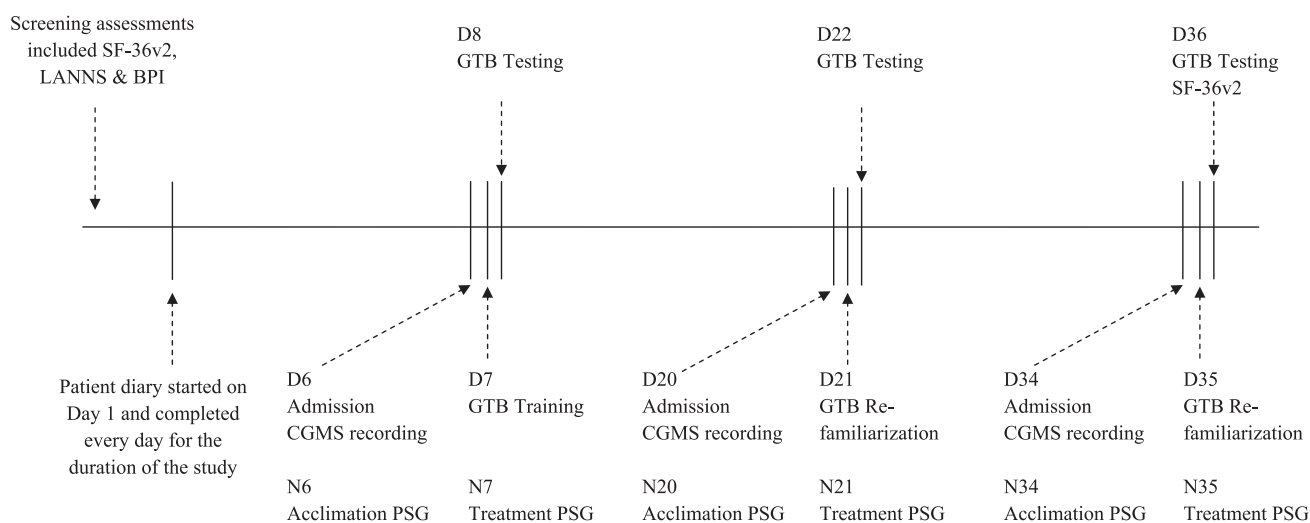 Screening assessments
included SF-36v2,
LANNS & BPI
D8
GTB Testing
D22
GTB Testing
D36
GTB Testing
SF-36v2
Patient diary started on
Day 1 and completed
every day for the
duration of the study
D6
Admission
CGMS recording
N6
Acclimation PSG
D7
GTB Training
N7
Treatment PSG
D20
Admission
CGMS recording
N20
Acclimation PSG
D21
GTB Re-
familiarization
N21
Treatment PSG
D34
Admission
CGMS recording
N34
Acclimation PSG
D35
GTB Re-
familiarization
N35
Treatment PSG